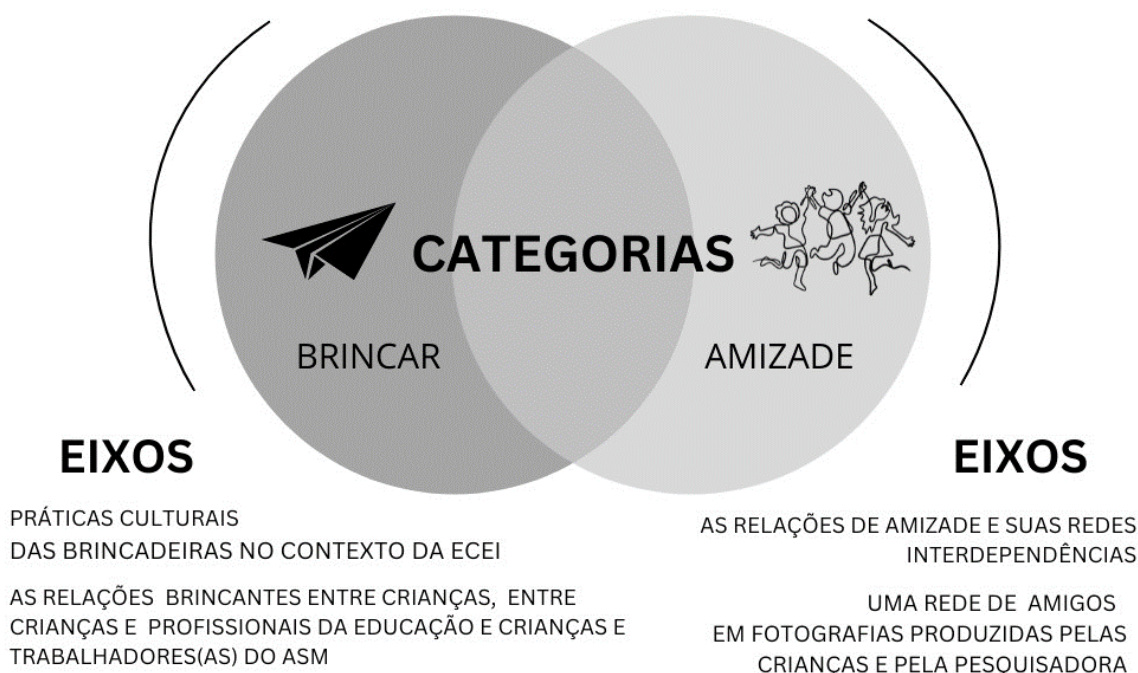 CATEGORIAS
BRINCAR
AMIZADE
EIXOS
PRÁTICAS CULTURAIS
DAS BRINCADEIRAS NO CONTEXTO DA ECEI
AS RELAÇÕES BRINCANTES ENTRE CRIANÇAS, ENTRE
CRIANÇAS E PROFISSIONAIS DA EDUCAÇÃO E CRIANÇAS E
TRABALHADORES(AS) DO ASM
EIXOS
AS RELAÇÕES DE AMIZADE E SUAS REDES
INTERDEPENDÊNCIAS
UMA REDE DE AMIGOS
EM FOTOGRAFIAS PRODUZIDAS PELAS
CRIANÇAS E PELA PESQUISADORA